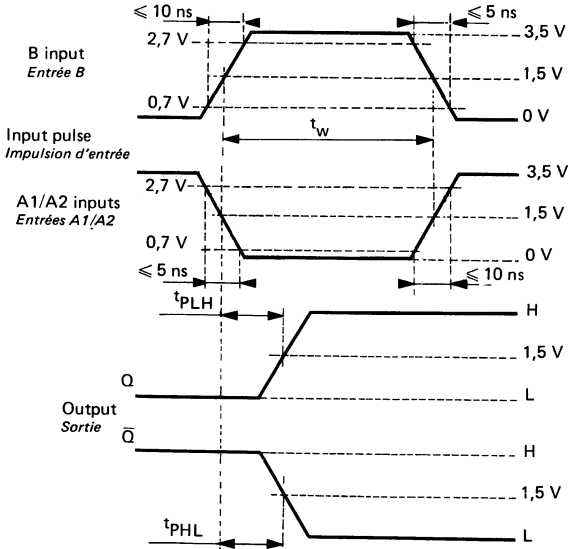 ⩽ 10 ns
⩽ 5 ns
2,7 V
3,5 V
B input
Entrée B
1,5 V
0,7 V
0 V
t_w
Input pulse
Impulsion d'entrée
3,5 V
2,7 V
A1/A2 inputs
Entrées A1/A2
1,5 V
0,7 V
0 V
⩽ 5 ns
⩽ 10 ns
t_PLH
H
1,5 V
Q
L
Output
Sortie
Q̅
H
1,5 V
t_PHL
L